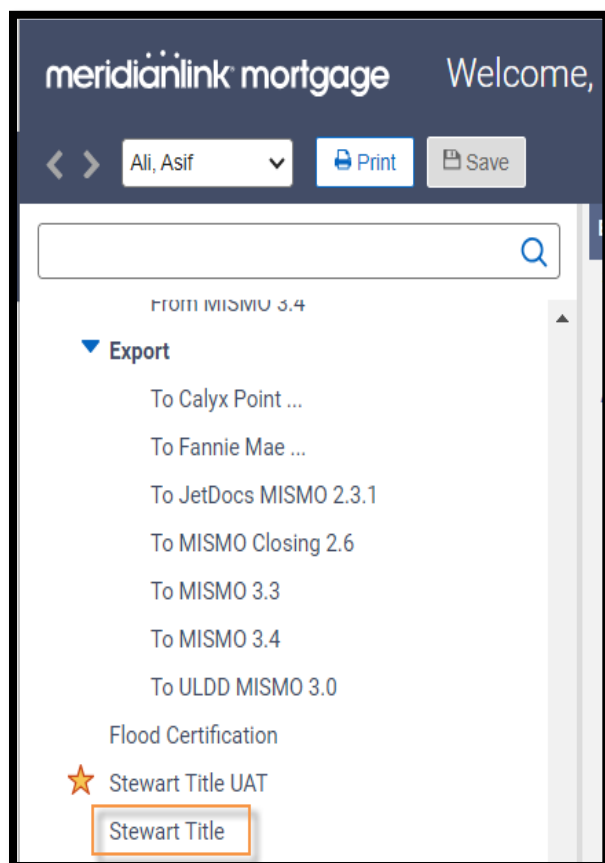 meridianlink mortgage Welcome,
Ali, Asif Print Save
From MISMO 3.4
Export
To Calyx Point ...
To Fannie Mae ...
To JetDocs MISMO 2.3.1
To MISMO Closing 2.6
To MISMO 3.3
To MISMO 3.4
To ULDD MISMO 3.0
Flood Certification
Stewart Title UAT
Stewart Title